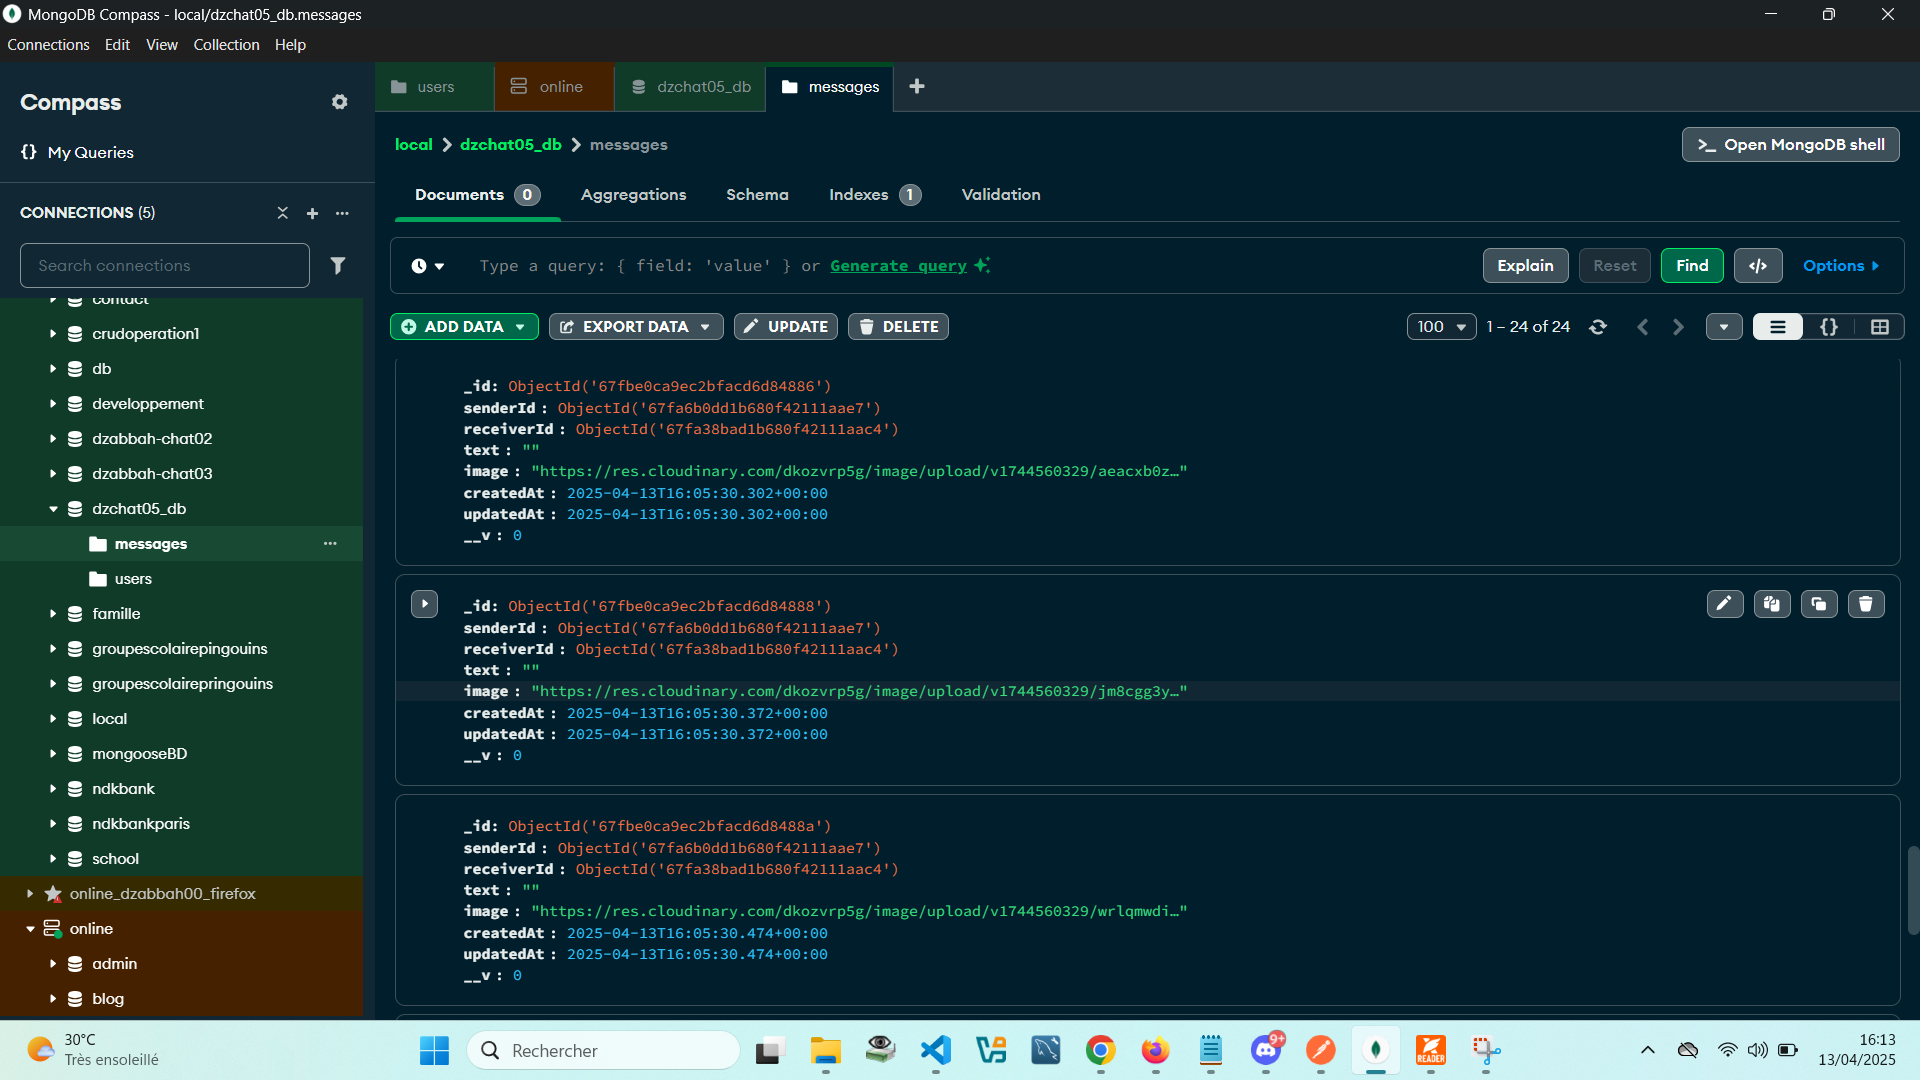 MongoDB Compass - local/dzchat05_db.messages
Connections Edit View Collection Help
Compass
{} My Queries
CONNECTIONS (5)
Search connections
contact
crudoperation1
db
developpement
dzabbah-chat02
dzabbah-chat03
dzchat05_db
messages
users
famille
groupescolairepingouins
groupescolairepringouins
local
mongooseBD
ndkbank
ndkbankparis
school
online_dzabbah00_firefox
online
admin
blog
users online dzchat05_db messages
local > dzchat05_db > messages
>_ Open MongoDB shell
Documents 0 Aggregations Schema Indexes 1 Validation
Type a query: { field: 'value' } or Generate query
Explain Reset Find </> Options
ADD DATA EXPORT DATA UPDATE DELETE
100 1 – 24 of 24 {}
_id: ObjectId('67fbe0ca9ec2bfacd6d84886')
senderId : ObjectId('67fa6b0dd1b680f42111aae7')
receiverId : ObjectId('67fa38bad1b680f42111aac4')
text : ""
image : "https://res.cloudinary.com/dkozvrp5g/image/upload/v1744560329/aeacxb0z…"
createdAt : 2025-04-13T16:05:30.302+00:00
updatedAt : 2025-04-13T16:05:30.302+00:00
__v : 0
_id: ObjectId('67fbe0ca9ec2bfacd6d84888')
senderId : ObjectId('67fa6b0dd1b680f42111aae7')
receiverId : ObjectId('67fa38bad1b680f42111aac4')
text : ""
image : "https://res.cloudinary.com/dkozvrp5g/image/upload/v1744560329/jm8cgg3y…"
createdAt : 2025-04-13T16:05:30.372+00:00
updatedAt : 2025-04-13T16:05:30.372+00:00
__v : 0
_id: ObjectId('67fbe0ca9ec2bfacd6d8488a')
senderId : ObjectId('67fa6b0dd1b680f42111aae7')
receiverId : ObjectId('67fa38bad1b680f42111aac4')
text : ""
image : "https://res.cloudinary.com/dkozvrp5g/image/upload/v1744560329/wrlqmwdi…"
createdAt : 2025-04-13T16:05:30.474+00:00
updatedAt : 2025-04-13T16:05:30.474+00:00
__v : 0
30°C
Très ensoleillé
Rechercher
9+
READER
16:13
13/04/2025